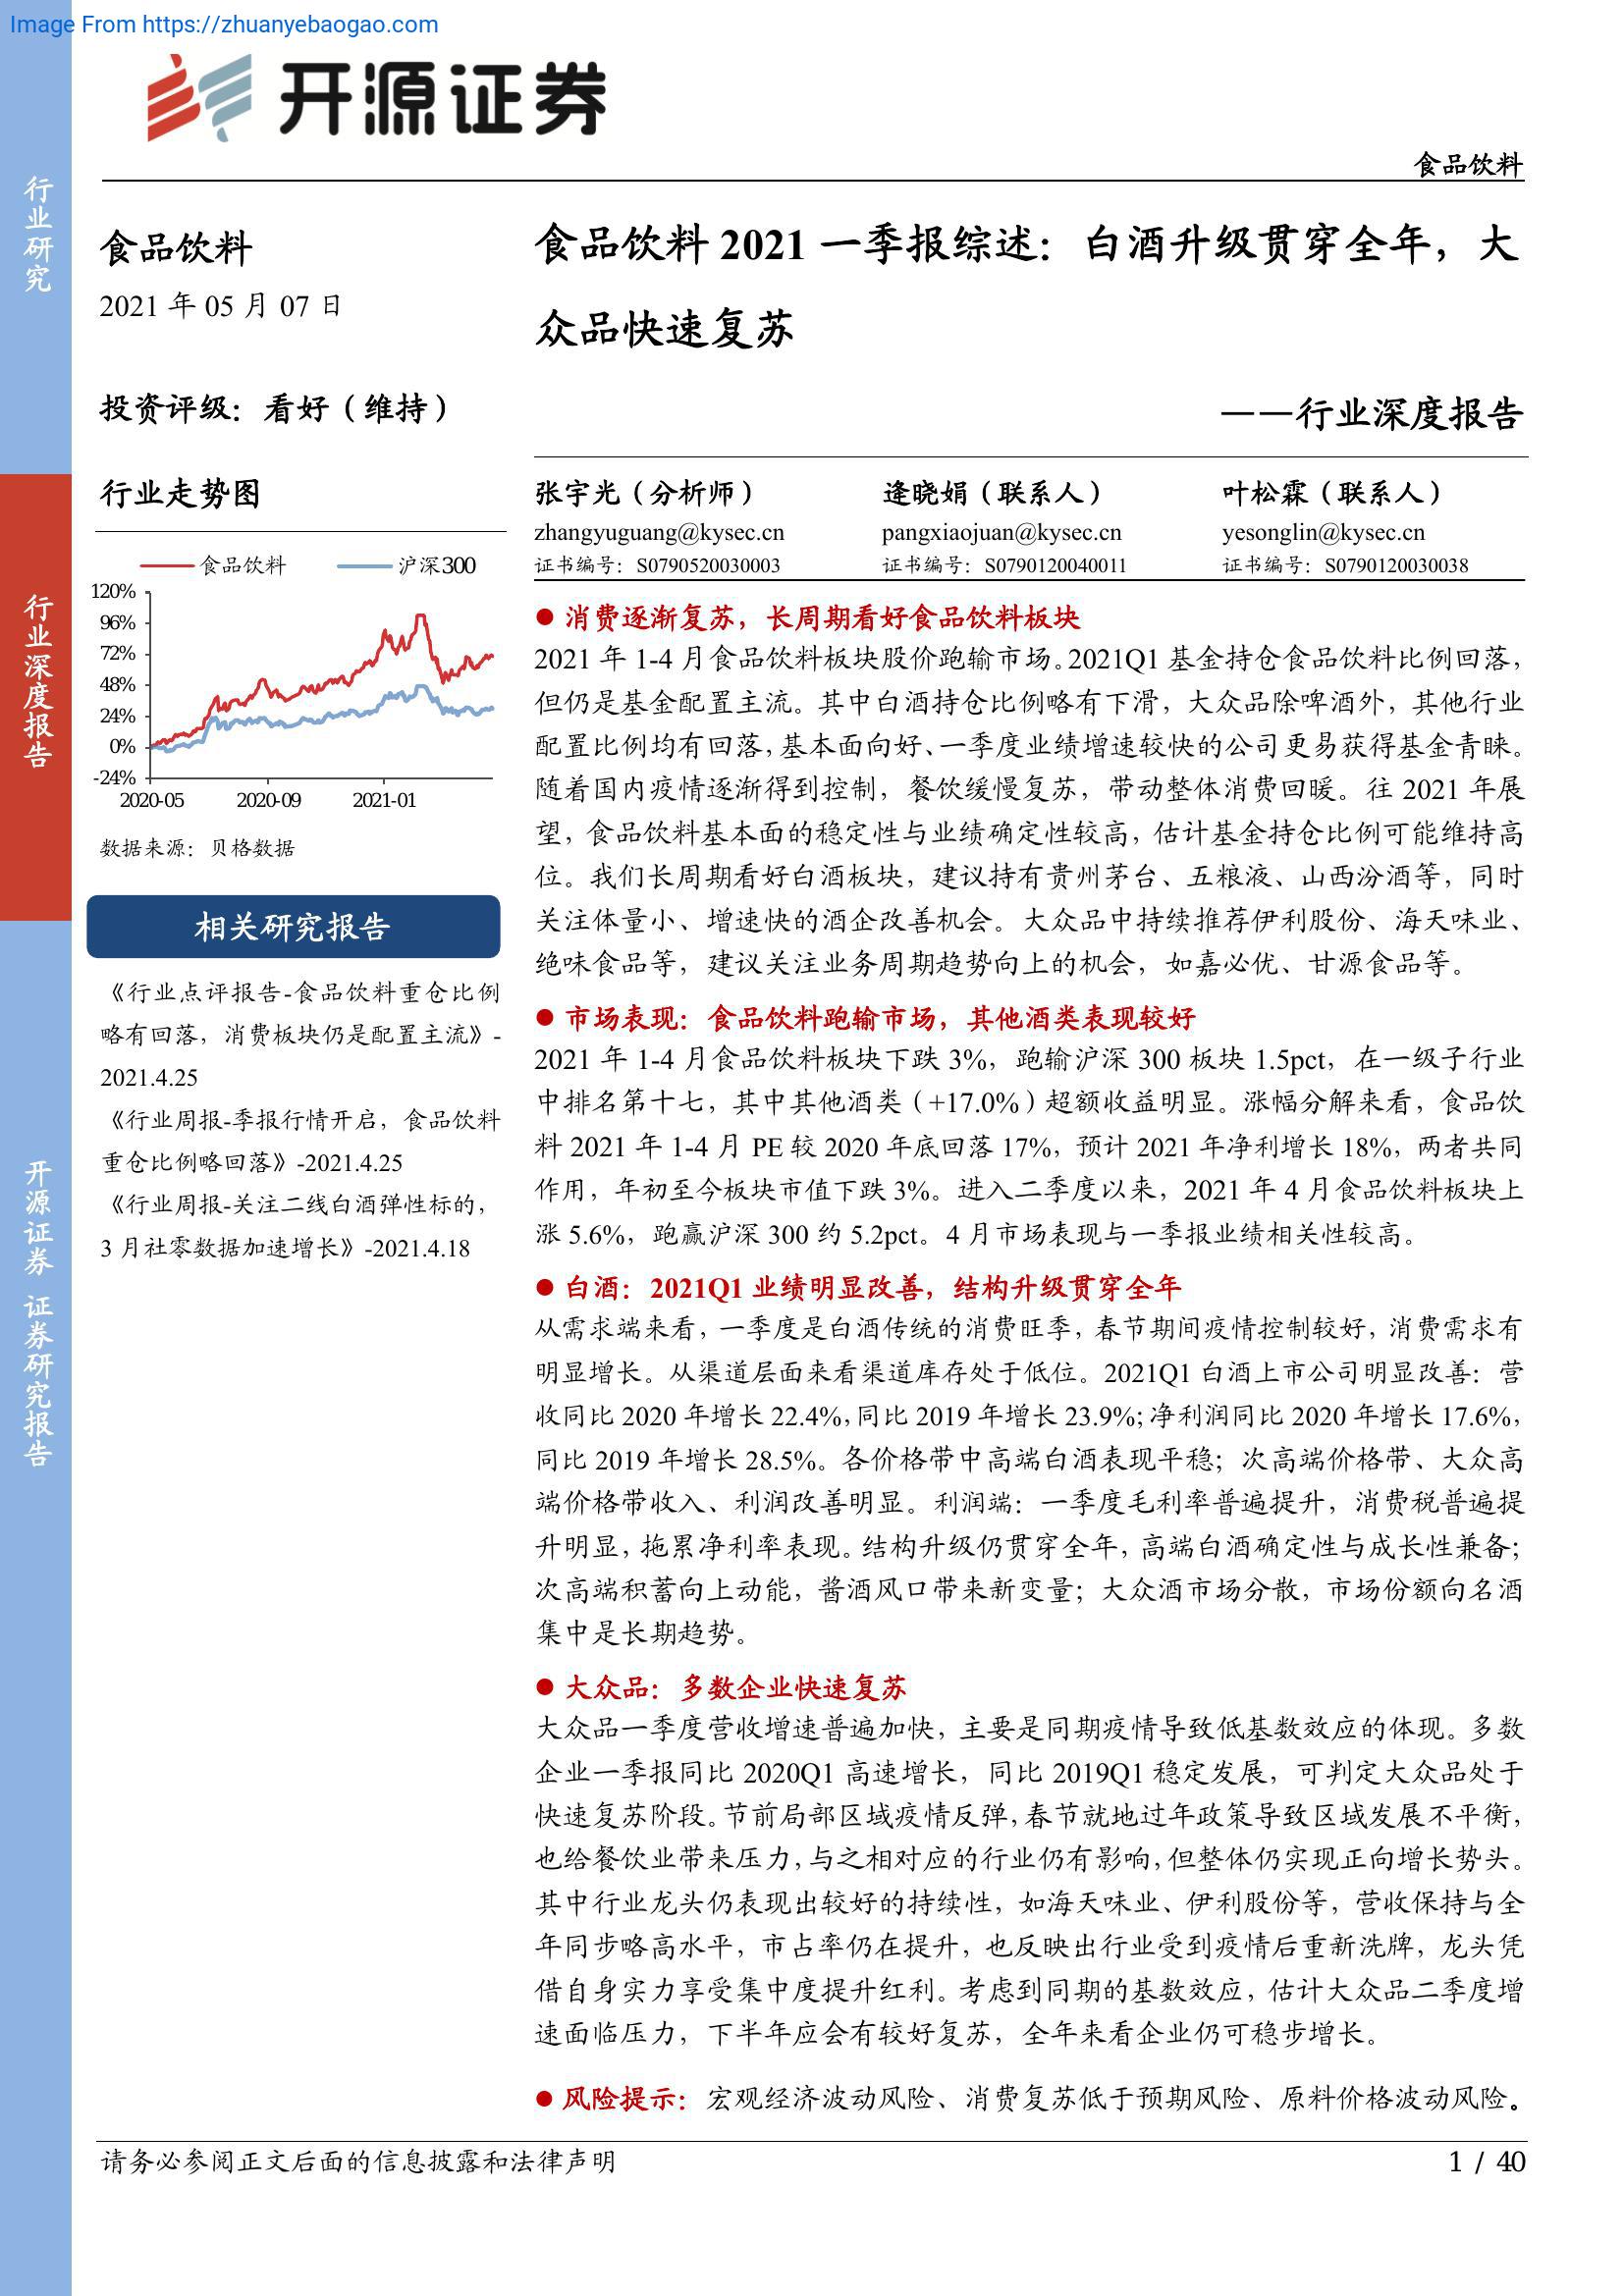 Image From https://zhuanyebaogao.com
开源证券
食品饮料
行业研究
行业深度报告
开源证券 证券研究报告
食品饮料
2021 年 05 月 07 日
投资评级：看好（维持）
行业走势图
食品饮料 沪深300
120%
96%
72%
48%
24%
0%
-24%
2020-05 2020-09 2021-01
数据来源：贝格数据
相关研究报告
《行业点评报告-食品饮料重仓比例
略有回落，消费板块仍是配置主流》-
2021.4.25
《行业周报-季报行情开启，食品饮料
重仓比例略回落》-2021.4.25
《行业周报-关注二线白酒弹性标的，
3 月社零数据加速增长》-2021.4.18
食品饮料 2021 一季报综述：白酒升级贯穿全年，大
众品快速复苏
——行业深度报告
张宇光（分析师） 逄晓娟（联系人） 叶松霖（联系人）
zhangyuguang@kysec.cn pangxiaojuan@kysec.cn yesonglin@kysec.cn
证书编号：S0790520030003 证书编号：S0790120040011 证书编号：S0790120030038
● 消费逐渐复苏，长周期看好食品饮料板块
2021 年 1-4 月食品饮料板块股价跑输市场。2021Q1 基金持仓食品饮料比例回落，
但仍是基金配置主流。其中白酒持仓比例略有下滑，大众品除啤酒外，其他行业
配置比例均有回落，基本面向好、一季度业绩增速较快的公司更易获得基金青睐。
随着国内疫情逐渐得到控制，餐饮缓慢复苏，带动整体消费回暖。往 2021 年展
望，食品饮料基本面的稳定性与业绩确定性较高，估计基金持仓比例可能维持高
位。我们长周期看好白酒板块，建议持有贵州茅台、五粮液、山西汾酒等，同时
关注体量小、增速快的酒企改善机会。大众品中持续推荐伊利股份、海天味业、
绝味食品等，建议关注业务周期趋势向上的机会，如嘉必优、甘源食品等。
● 市场表现：食品饮料跑输市场，其他酒类表现较好
2021 年 1-4 月食品饮料板块下跌 3%，跑输沪深 300 板块 1.5pct，在一级子行业
中排名第十七，其中其他酒类（+17.0%）超额收益明显。涨幅分解来看，食品饮
料 2021 年 1-4 月 PE 较 2020 年底回落 17%，预计 2021 年净利增长 18%，两者共同
作用，年初至今板块市值下跌 3%。进入二季度以来，2021 年 4 月食品饮料板块上
涨 5.6%，跑赢沪深 300 约 5.2pct。4 月市场表现与一季报业绩相关性较高。
● 白酒：2021Q1 业绩明显改善，结构升级贯穿全年
从需求端来看，一季度是白酒传统的消费旺季，春节期间疫情控制较好，消费需求有
明显增长。从渠道层面来看渠道库存处于低位。2021Q1 白酒上市公司明显改善：营
收同比 2020 年增长 22.4%，同比 2019 年增长 23.9%；净利润同比 2020 年增长 17.6%，
同比 2019 年增长 28.5%。各价格带中高端白酒表现平稳；次高端价格带、大众高
端价格带收入、利润改善明显。利润端：一季度毛利率普遍提升，消费税普遍提
升明显，拖累净利率表现。结构升级仍贯穿全年，高端白酒确定性与成长性兼备；
次高端积蓄向上动能，酱酒风口带来新变量；大众酒市场分散，市场份额向名酒
集中是长期趋势。
● 大众品：多数企业快速复苏
大众品一季度营收增速普遍加快，主要是同期疫情导致低基数效应的体现。多数
企业一季报同比 2020Q1 高速增长，同比 2019Q1 稳定发展，可判定大众品处于
快速复苏阶段。节前局部区域疫情反弹，春节就地过年政策导致区域发展不平衡，
也给餐饮业带来压力，与之相对应的行业仍有影响，但整体仍实现正向增长势头。
其中行业龙头仍表现出较好的持续性，如海天味业、伊利股份等，营收保持与全
年同步略高水平，市占率仍在提升，也反映出行业受到疫情后重新洗牌，龙头凭
借自身实力享受集中度提升红利。考虑到同期的基数效应，估计大众品二季度增
速面临压力，下半年应会有较好复苏，全年来看企业仍可稳步增长。
● 风险提示：宏观经济波动风险、消费复苏低于预期风险、原料价格波动风险。
请务必参阅正文后面的信息披露和法律声明 1 / 40